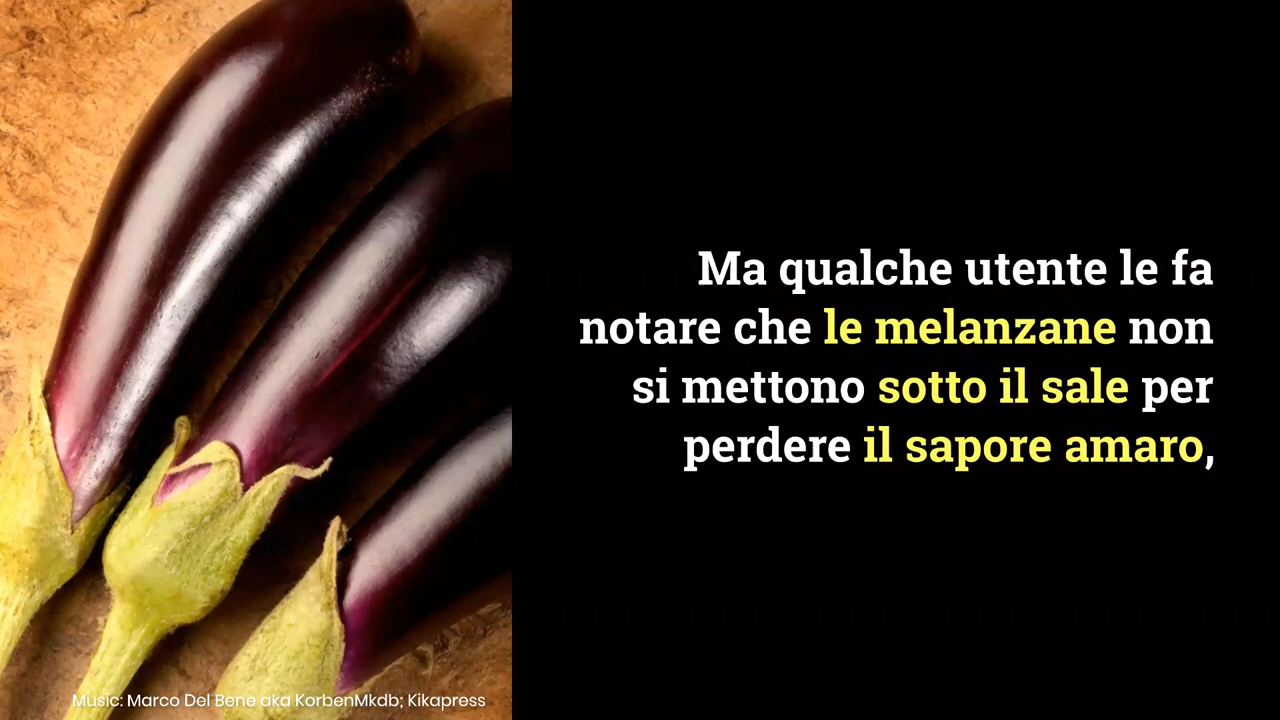 Ma qualche utente le fa
notare che le melanzane non
si mettono sotto il sale per
perdere il sapore amaro,
Music: Marco Del Bene aka KorbenMkdb; Kikapress